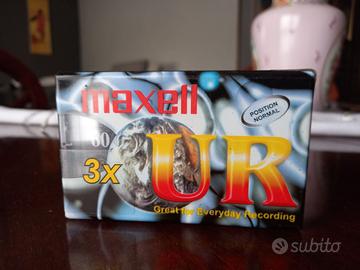 maxell
POSITION
NORMAL
60
3x
UR
Great for Everyday Recording
subito